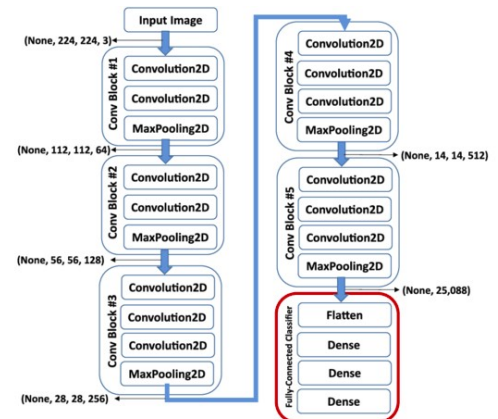 Input Image
(None, 224, 224, 3)
Conv Block #1
Convolution2D
Convolution2D
MaxPooling2D
(None, 112, 112, 64)
Conv Block #2
Convolution2D
Convolution2D
MaxPooling2D
(None, 56, 56, 128)
Conv Block #3
Convolution2D
Convolution2D
Convolution2D
MaxPooling2D
(None, 28, 28, 256)
Conv Block #4
Convolution2D
Convolution2D
Convolution2D
MaxPooling2D
(None, 14, 14, 512)
Conv Block #5
Convolution2D
Convolution2D
Convolution2D
MaxPooling2D
(None, 25,088)
Fully-Connected Classifier
Flatten
Dense
Dense
Dense